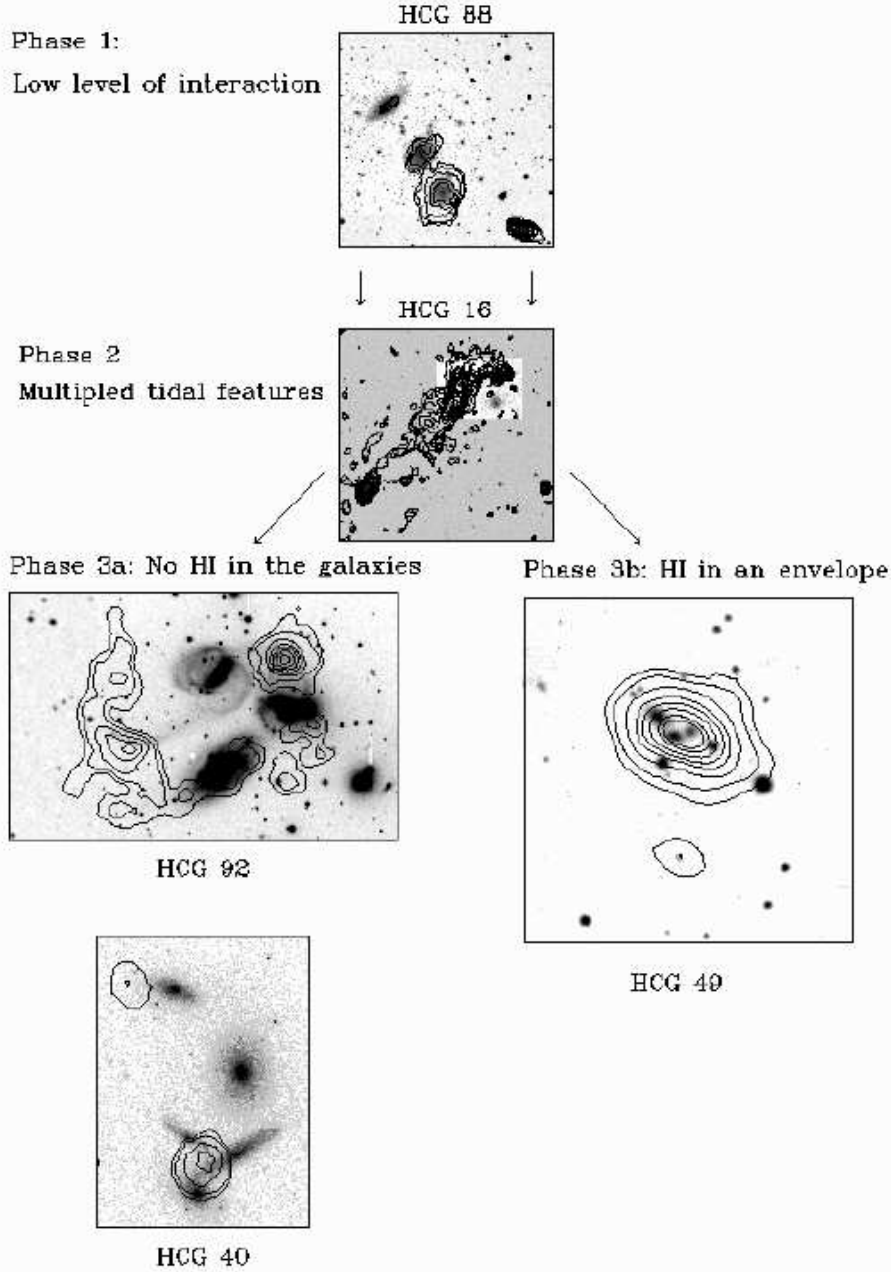 HCG 88
Phase 1:
Low level of interaction
HCG 16
Phase 2
Multipled tidal features
Phase 3a: No HI in the galaxies
Phase 3b: HI in an envelope
HCG 92
HCG 49
HCG 40